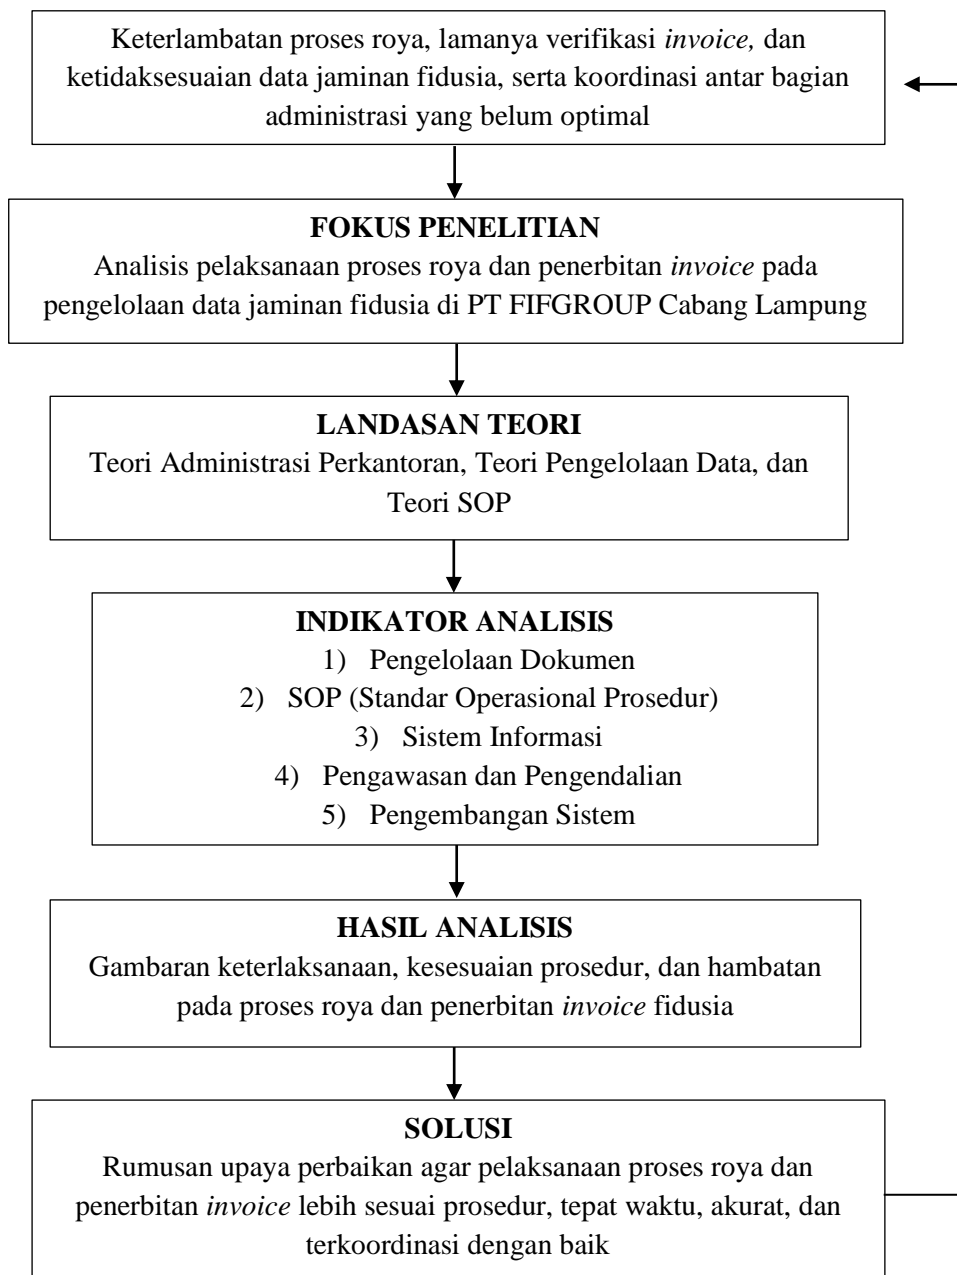 Keterlambatan proses roya, lamanya verifikasi invoice, dan
ketidaksesuaian data jaminan fidusia, serta koordinasi antar bagian
administrasi yang belum optimal
FOKUS PENELITIAN
Analisis pelaksanaan proses roya dan penerbitan invoice pada
pengelolaan data jaminan fidusia di PT FIFGROUP Cabang Lampung
LANDASAN TEORI
Teori Administrasi Perkantoran, Teori Pengelolaan Data, dan
Teori SOP
INDIKATOR ANALISIS
1) Pengelolaan Dokumen
2) SOP (Standar Operasional Prosedur)
3) Sistem Informasi
4) Pengawasan dan Pengendalian
5) Pengembangan Sistem
HASIL ANALISIS
Gambaran keterlaksanaan, kesesuaian prosedur, dan hambatan
pada proses roya dan penerbitan invoice fidusia
SOLUSI
Rumusan upaya perbaikan agar pelaksanaan proses roya dan
penerbitan invoice lebih sesuai prosedur, tepat waktu, akurat, dan
terkoordinasi dengan baik